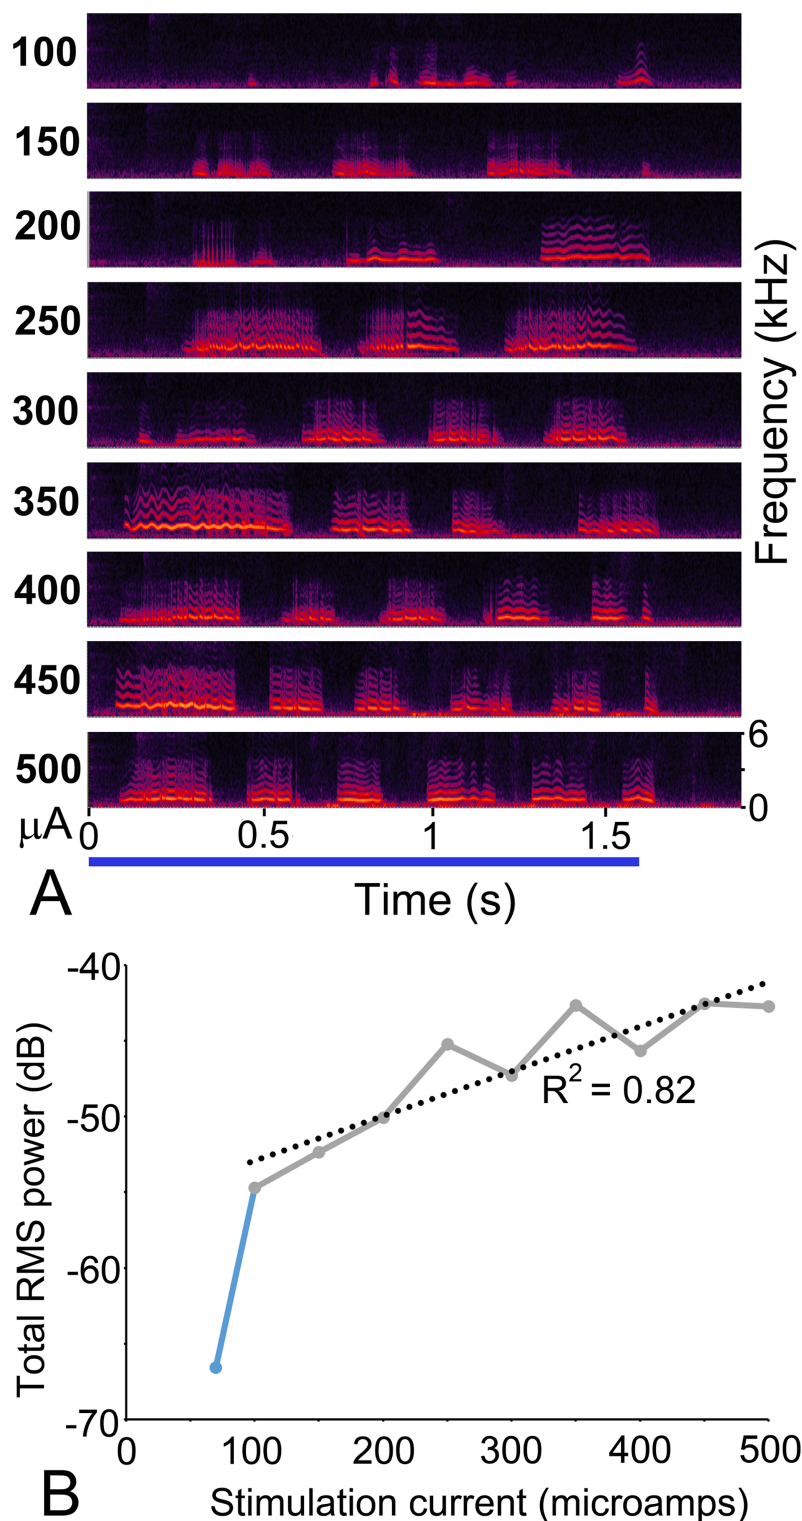 100
150
200
250
300
350
400
450
500
Frequency (kHz)
6
0
μA
0 0.5 1 1.5
A
Time (s)
-40
-50
-60
-70
Total RMS power (dB)
R2 = 0.82
0 100 200 300 400 500
B
Stimulation current (microamps)